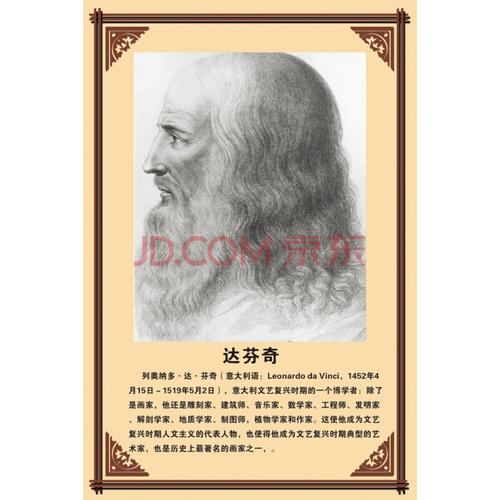 JD.COM 京东
达芬奇
列奥纳多·达·芬奇（意大利语：Leonardo da Vinci，1452年4
月15日－1519年5月2日），意大利文艺复兴时期的一个博学者：除了
是画家，他还是雕刻家、建筑师、音乐家、数学家、工程师、发明家
、解剖学家、地质学家、制图师，植物学家和作家。这使他成为文艺
复兴时期人文主义的代表人物，也使得他成为文艺复兴时期典型的艺
术家，也是历史上最著名的画家之一，。